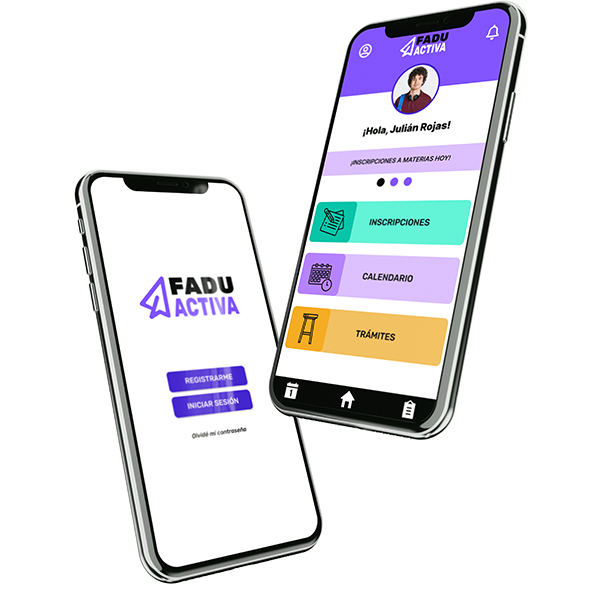 FADU
ACTIVA
¡Hola, Julián Rojas!
¡INSCRIPCIONES A MATERIAS HOY!
INSCRIPCIONES
CALENDARIO
TRÁMITES
1
FADU
ACTIVA
REGISTRARME
INICIAR SESIÓN
Olvidé mi contraseña